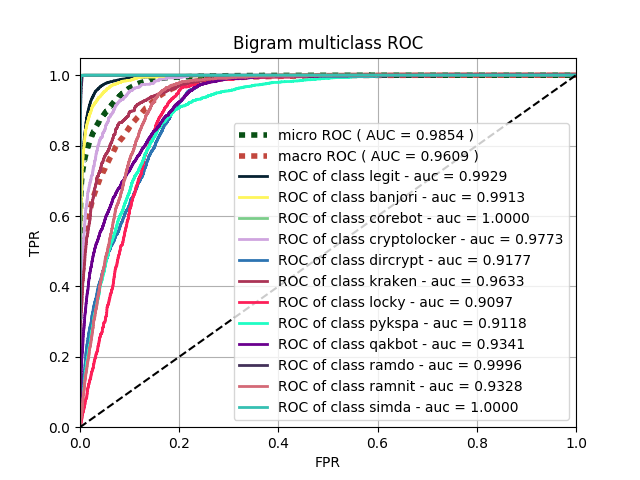 Bigram multiclass ROC
TPR
1.0
0.8
0.6
0.4
0.2
0.0
micro ROC ( AUC = 0.9854 )
macro ROC ( AUC = 0.9609 )
ROC of class legit - auc = 0.9929
ROC of class banjori - auc = 0.9913
ROC of class corebot - auc = 1.0000
ROC of class cryptolocker - auc = 0.9773
ROC of class dircrypt - auc = 0.9177
ROC of class kraken - auc = 0.9633
ROC of class locky - auc = 0.9097
ROC of class pykspa - auc = 0.9118
ROC of class qakbot - auc = 0.9341
ROC of class ramdo - auc = 0.9996
ROC of class ramnit - auc = 0.9328
ROC of class simda - auc = 1.0000
0.0 0.2 0.4 0.6 0.8 1.0
FPR